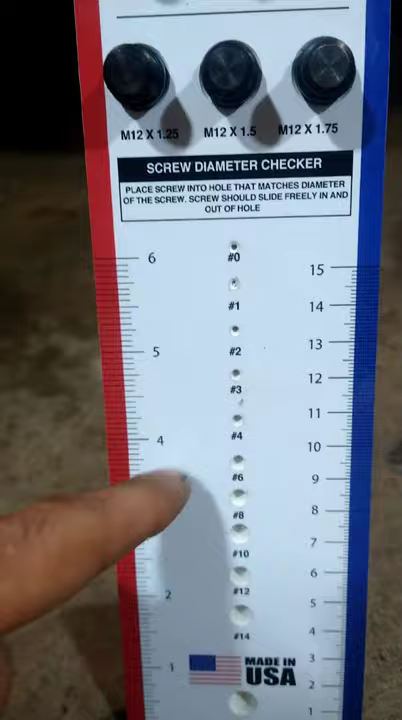 M12 X 1.25 M12 X 1.5 M12 X 1.75
SCREW DIAMETER CHECKER
PLACE SCREW INTO HOLE THAT MATCHES DIAMETER
OF THE SCREW. SCREW SHOULD SLIDE FREELY IN AND
OUT OF HOLE
6 #0 15
#1 14
5 #2 13
#3 12
11
4 #4 10
#6 9
#8 8
#10 7
2 #12 6
5
#14 4
1 MADE IN 3
USA 2
1